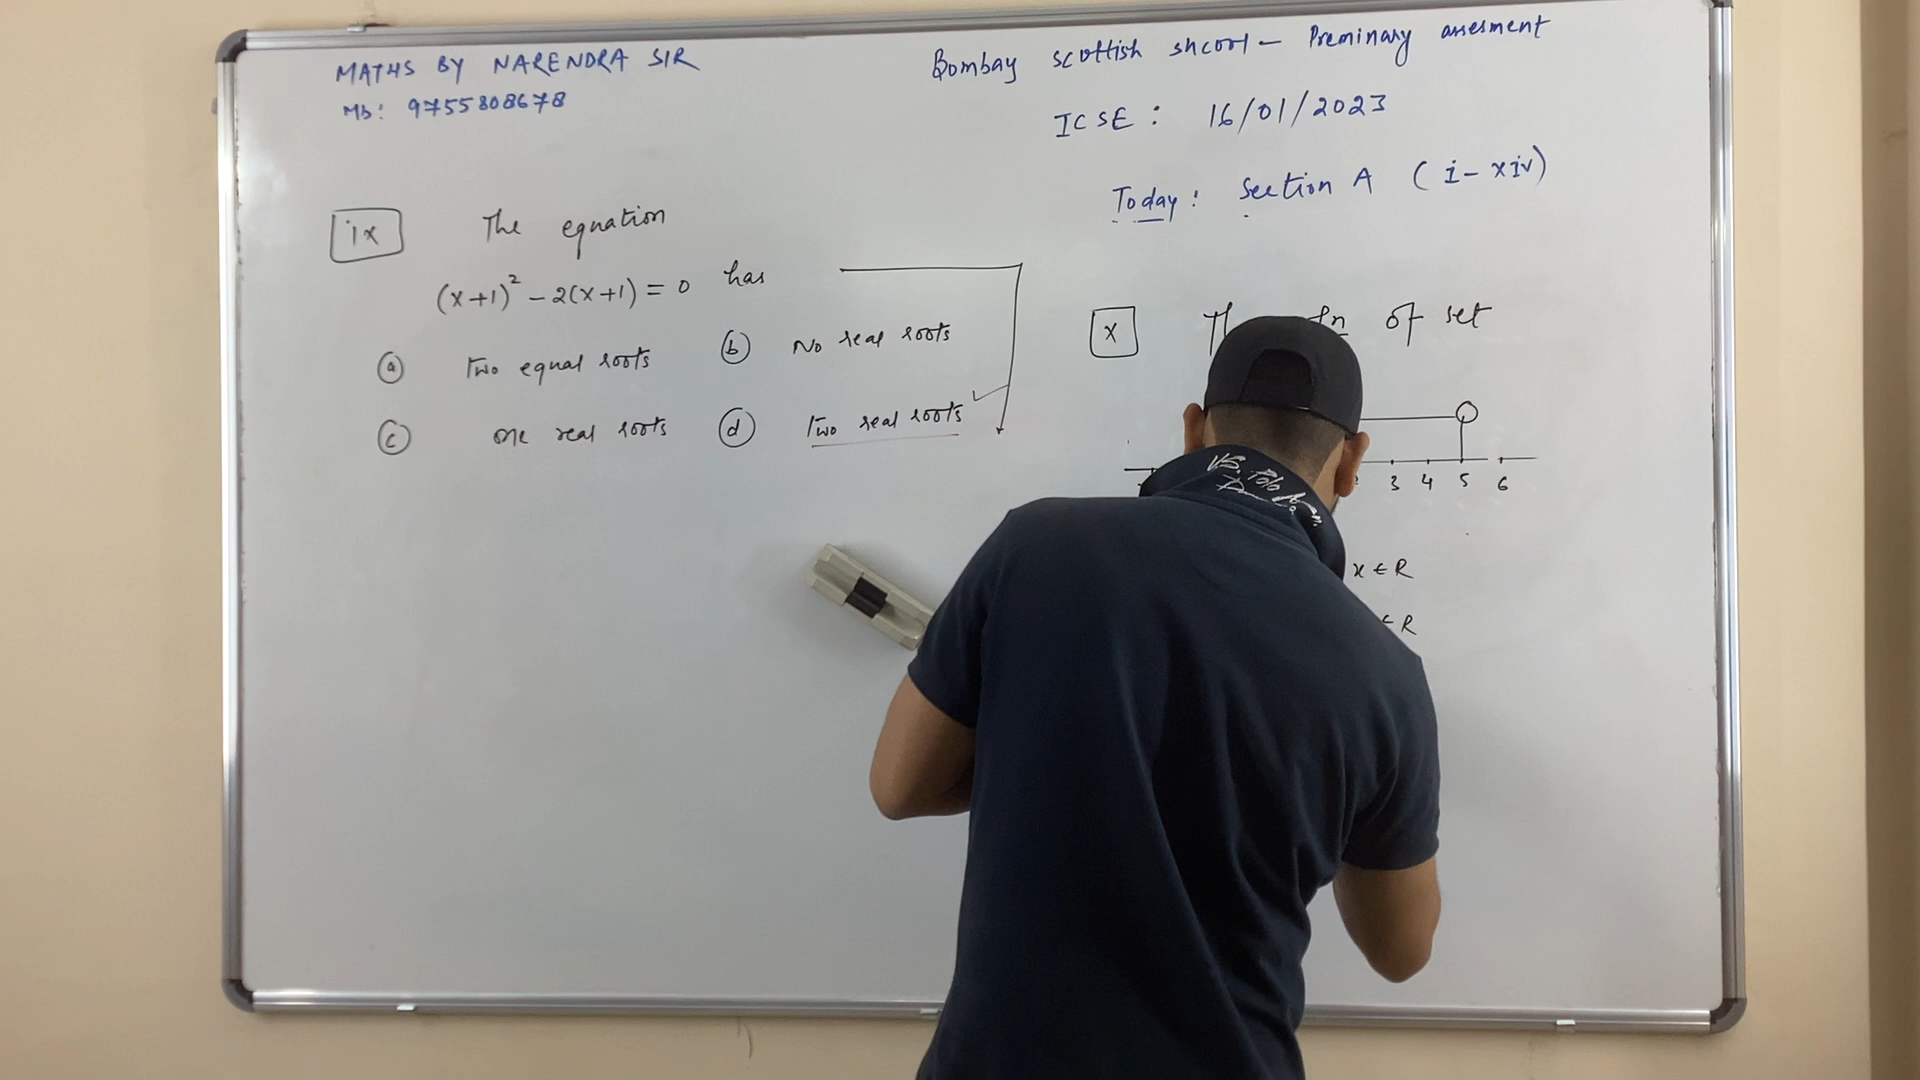 MATHS BY NARENDRA SIR
Mb: 9755808678
Bombay scottish shcool - Preminary assesment
ICSE: 16/01/2023
Today: Section A (i - xiv)
ix The equation
(x+1)² - 2(x+1) = 0 has
a Two equal roots b No real roots
c one real roots d Two real roots
x of set
3 4 5 6
x ∈ R
∈ R